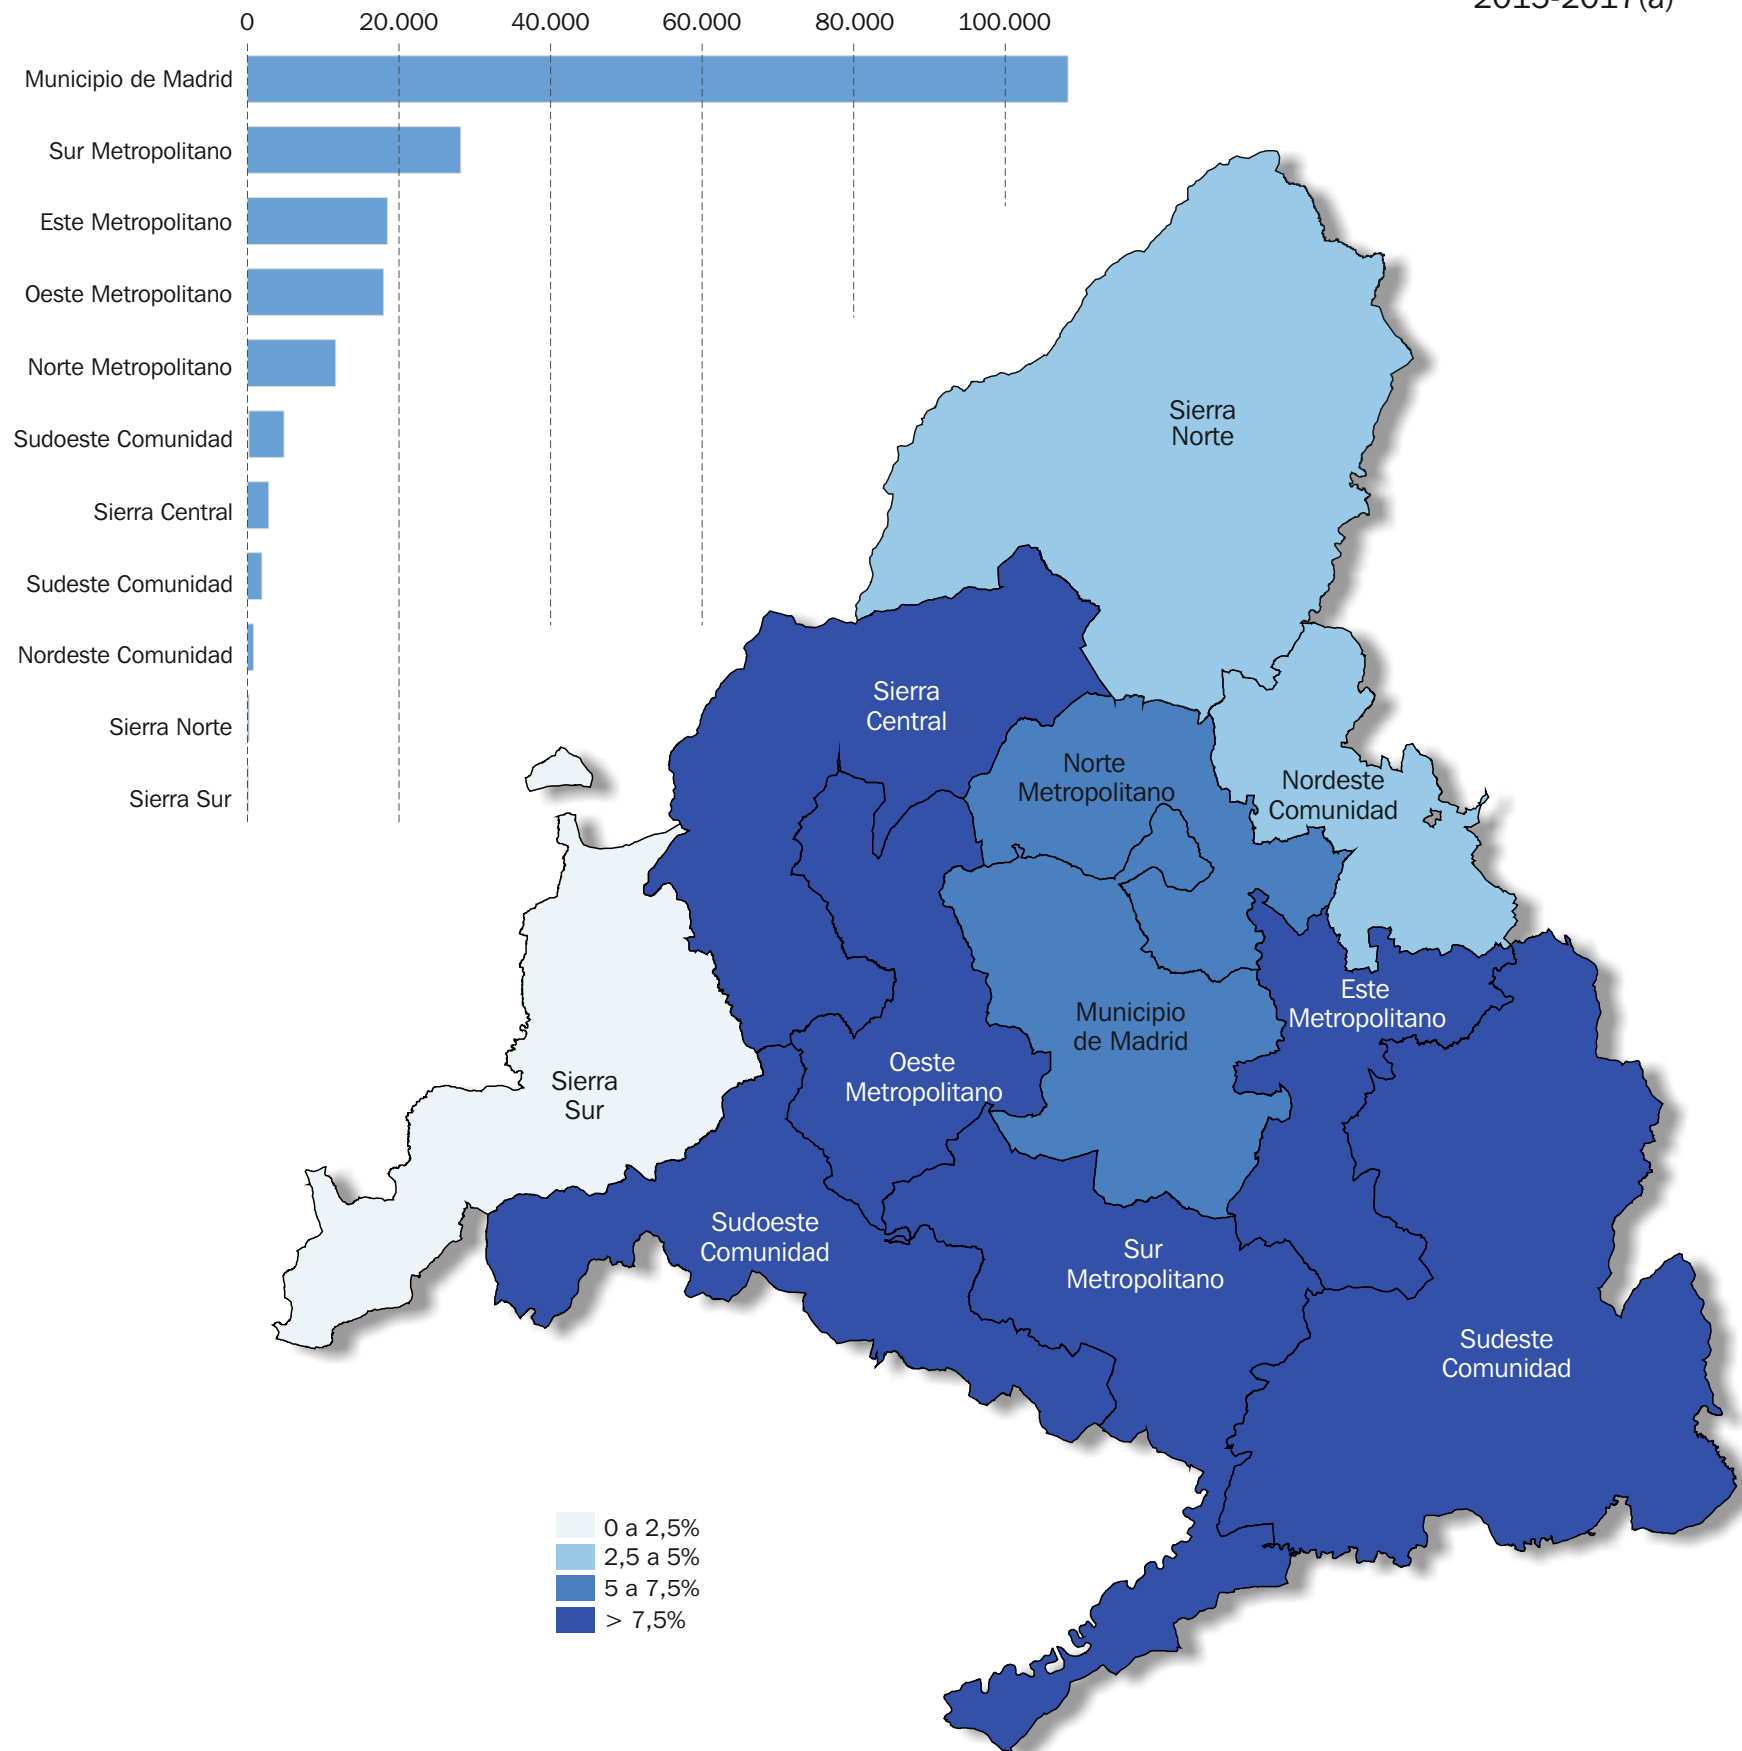 2015-2017(a)
0 20.000 40.000 60.000 80.000 100.000
Municipio de Madrid
Sur Metropolitano
Este Metropolitano
Oeste Metropolitano
Norte Metropolitano
Sudoeste Comunidad
Sierra Central
Sudeste Comunidad
Nordeste Comunidad
Sierra Norte
Sierra Sur
Sierra
Norte
Sierra
Central
Norte
Metropolitano
Nordeste
Comunidad
Este
Metropolitano
Municipio
de Madrid
Oeste
Metropolitano
Sierra
Sur
Sudoeste
Comunidad
Sur
Metropolitano
Sudeste
Comunidad
0 a 2,5%
2,5 a 5%
5 a 7,5%
> 7,5%